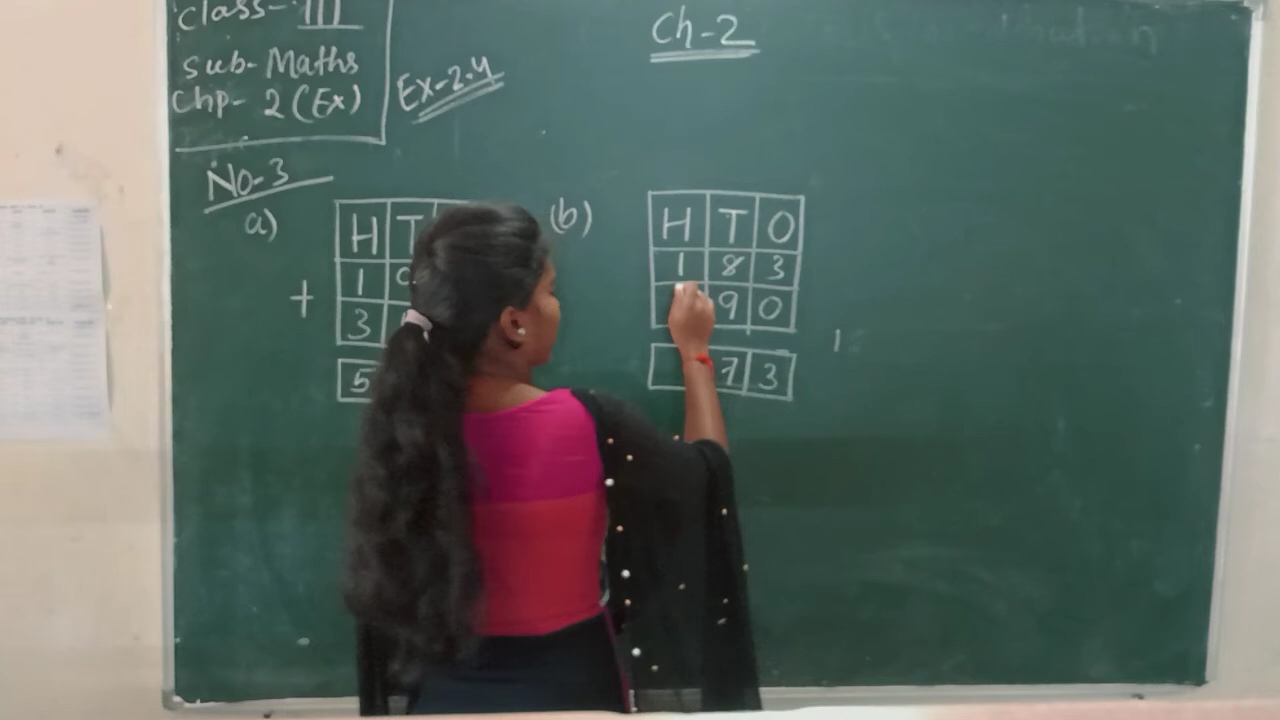 Class- III
Sub- Maths
Chp- 2 (Ex)
Ch-2
Ex-2.4
No-3
a)
H T
1
+ 3
5
(b)
H T O
1 8 3
9 0
7 3